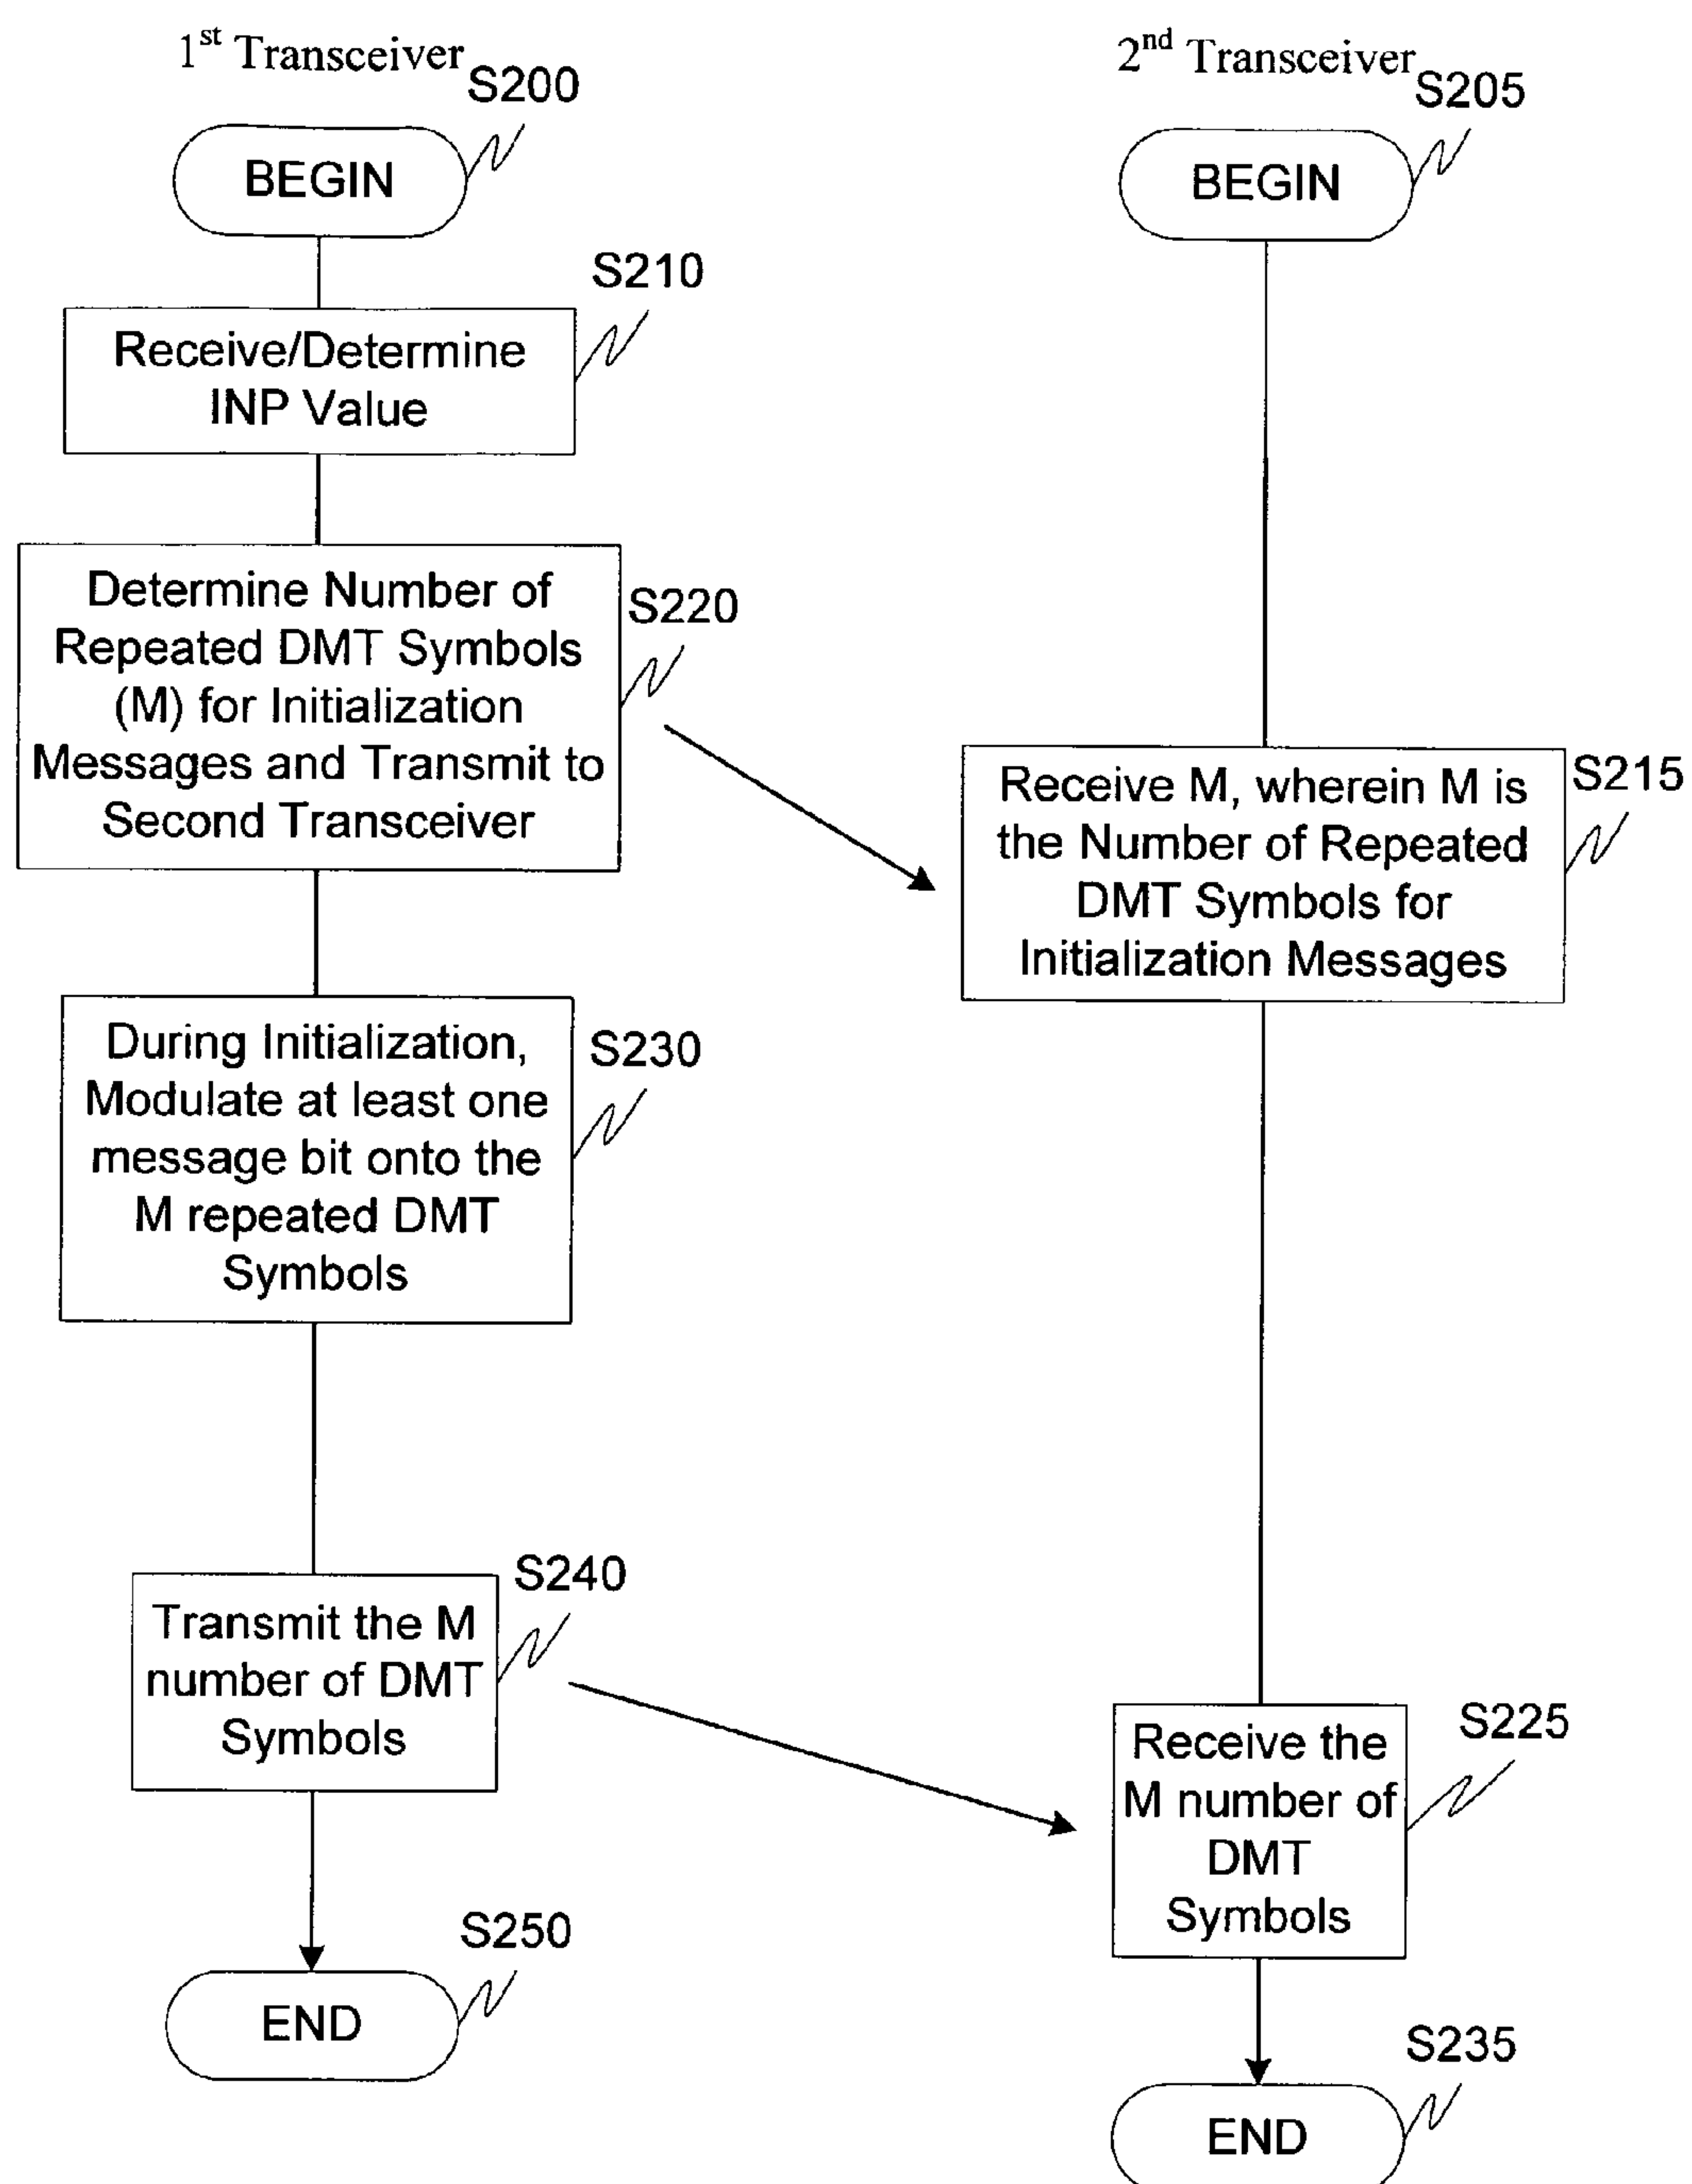 1st Transceiver
S200
BEGIN
S210
Receive/Determine
INP Value
Determine Number of
Repeated DMT Symbols
(M) for Initialization
Messages and Transmit to
Second Transceiver
S220
During Initialization,
Modulate at least one
message bit onto the
M repeated DMT
Symbols
S230
S240
Transmit the M
number of DMT
Symbols
S250
END
2nd Transceiver
S205
BEGIN
Receive M, wherein M is
the Number of Repeated
DMT Symbols for
Initialization Messages
S215
Receive the
M number of
DMT
Symbols
S225
S235
END